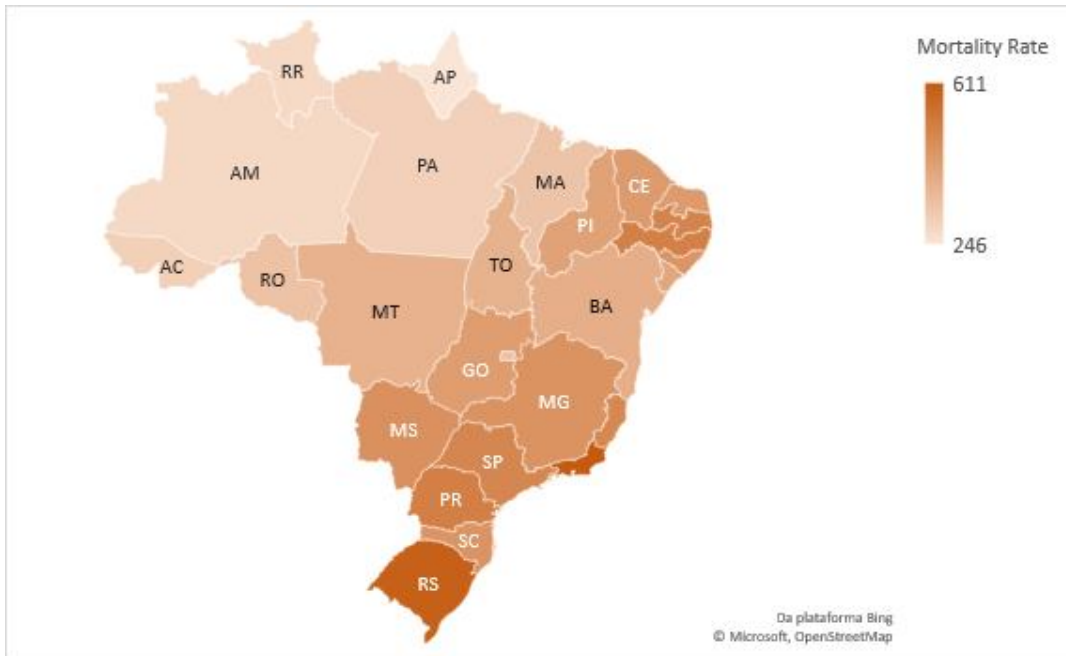 Mortality Rate
611
246
RR
AP
AM
PA
MA
CE
PI
AC
RO
TO
MT
BA
GO
MG
MS
SP
PR
SC
RS
Da plataforma Bing
© Microsoft, OpenStreetMap